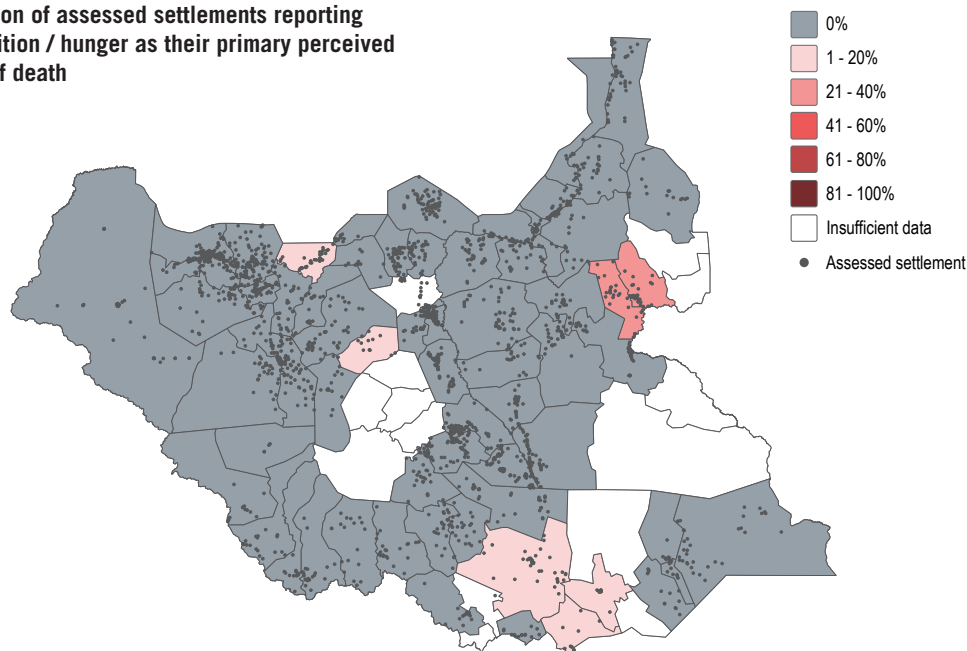 on of assessed settlements reporting
ition / hunger as their primary perceived
f death
0%
1 - 20%
21 - 40%
41 - 60%
61 - 80%
81 - 100%
Insufficient data
Assessed settlement